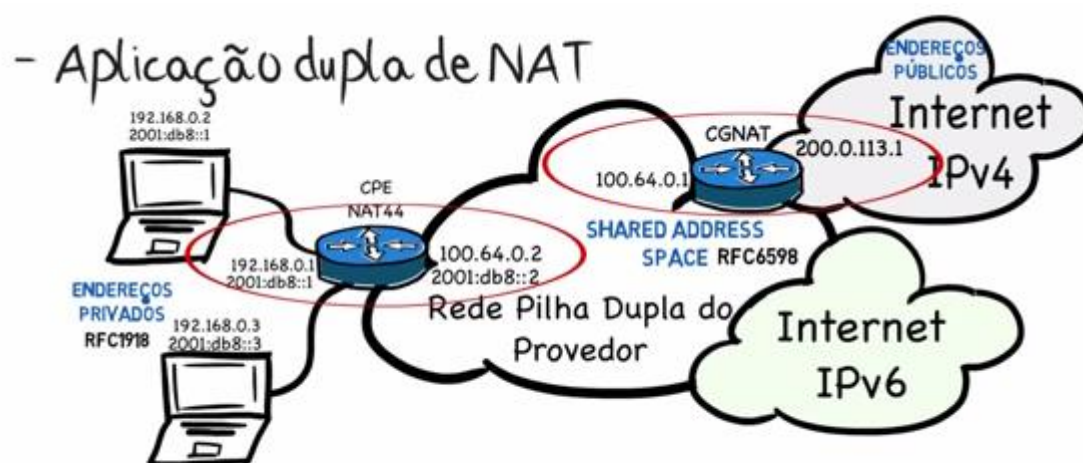 - Aplicação dupla de NAT
192.168.0.2
2001:db8::1
CPE
NAT44
192.168.0.1
2001:db8::1
100.64.0.2
2001:db8::2
ENDEREÇOS
PRIVADOS
RFC1918
192.168.0.3
2001:db8::3
Rede Pilha Dupla do
Provedor
CGNAT
100.64.0.1
200.0.113.1
SHARED ADDRESS
SPACE RFC6598
ENDEREÇOS
PÚBLICOS
Internet
IPv4
Internet
IPv6